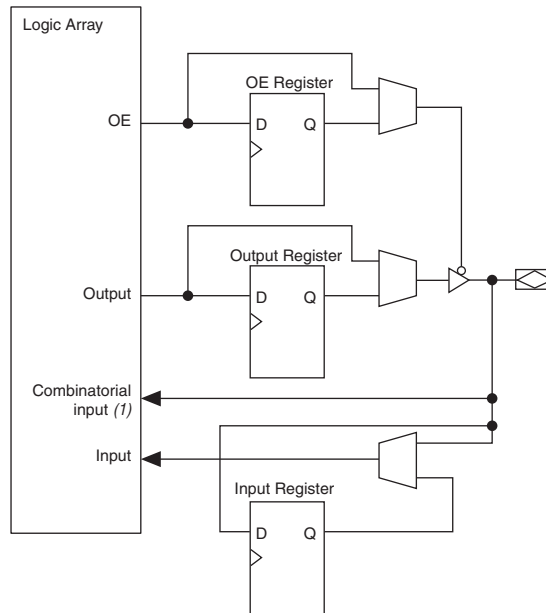 Logic Array
OE Register
OE
D Q
Output Register
Output
D Q
Combinatorial
input (1)
Input
Input Register
D Q